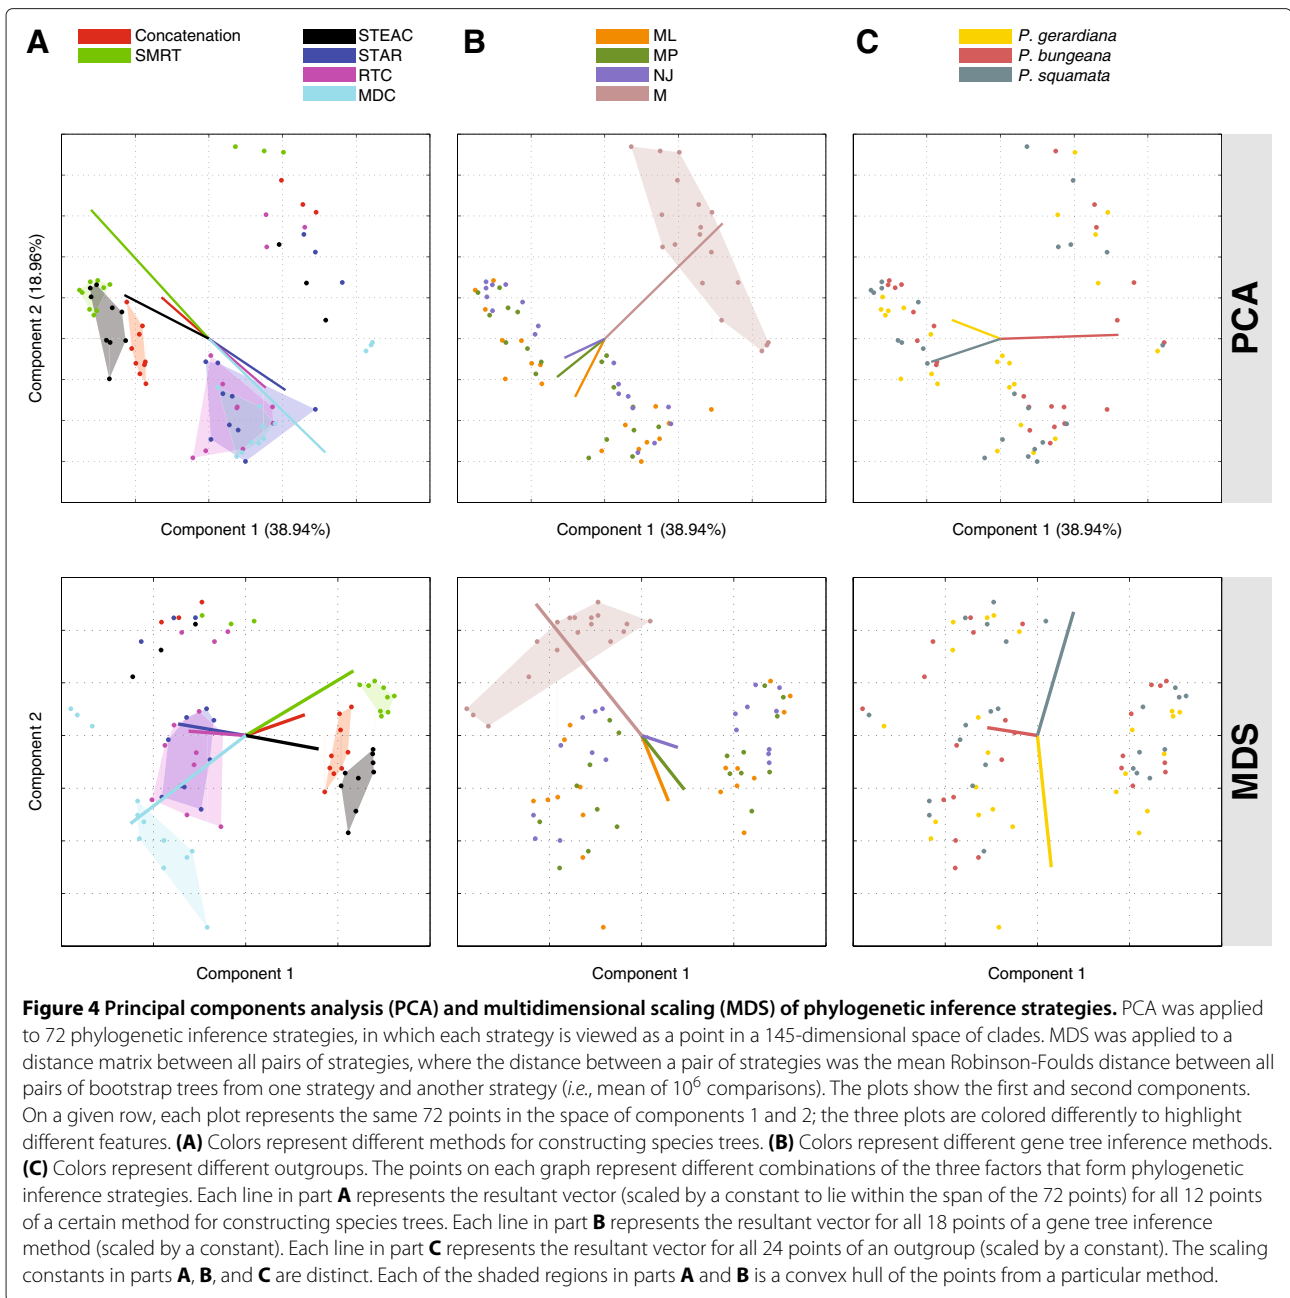 A
Concatenation
SMRT
STEAC
STAR
RTC
MDC
B
ML
MP
NJ
M
C
P. gerardiana
P. bungeana
P. squamata
Component 2 (18.96%)
Component 1 (38.94%)
Component 1 (38.94%)
Component 1 (38.94%)
PCA
Component 2
Component 1
Component 1
Component 1
MDS
Figure 4 Principal components analysis (PCA) and multidimensional scaling (MDS) of phylogenetic inference strategies. PCA was applied
to 72 phylogenetic inference strategies, in which each strategy is viewed as a point in a 145-dimensional space of clades. MDS was applied to a
distance matrix between all pairs of strategies, where the distance between a pair of strategies was the mean Robinson-Foulds distance between all
pairs of bootstrap trees from one strategy and another strategy (i.e., mean of 10⁶ comparisons). The plots show the first and second components.
On a given row, each plot represents the same 72 points in the space of components 1 and 2; the three plots are colored differently to highlight
different features. (A) Colors represent different methods for constructing species trees. (B) Colors represent different gene tree inference methods.
(C) Colors represent different outgroups. The points on each graph represent different combinations of the three factors that form phylogenetic
inference strategies. Each line in part A represents the resultant vector (scaled by a constant to lie within the span of the 72 points) for all 12 points
of a certain method for constructing species trees. Each line in part B represents the resultant vector for all 18 points of a gene tree inference
method (scaled by a constant). Each line in part C represents the resultant vector for all 24 points of an outgroup (scaled by a constant). The scaling
constants in parts A, B, and C are distinct. Each of the shaded regions in parts A and B is a convex hull of the points from a particular method.